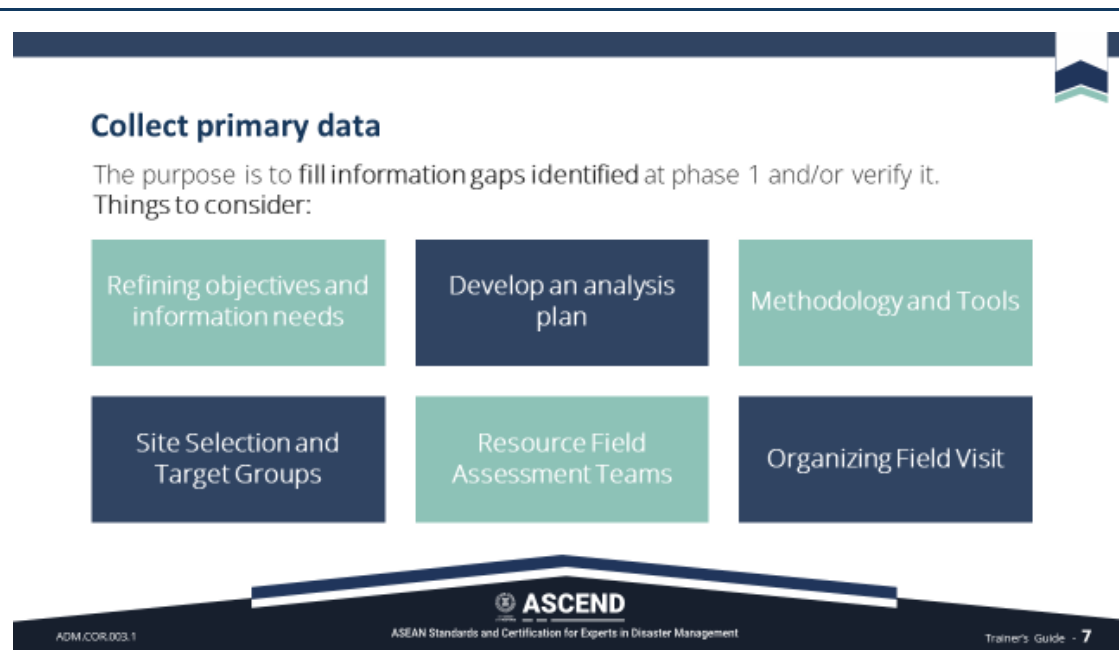 Collect primary data
The purpose is to fill information gaps identified at phase 1 and/or verify it.
Things to consider:
Refining objectives and
information needs
Develop an analysis
plan
Methodology and Tools
Site Selection and
Target Groups
Resource Field
Assessment Teams
Organizing Field Visit
ASCEND
ADM.COR.003.1
ASEAN Standards and Certification for Experts in Disaster Management
Trainer's Guide - 7